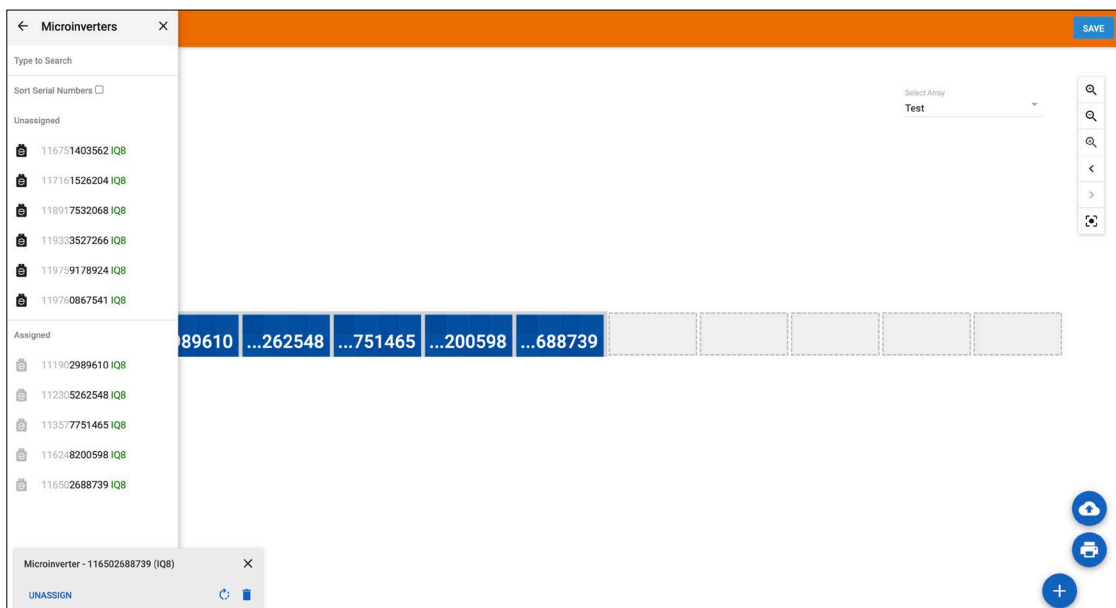 Microinverters
SAVE
Type to Search
Sort Serial Numbers
Unassigned
116751403562 IQ8
117161526204 IQ8
118917532068 IQ8
119333527266 IQ8
119759178924 IQ8
119760867541 IQ8
Assigned
111902989610 IQ8
112305262548 IQ8
113577751465 IQ8
116248200598 IQ8
116502688739 IQ8
Select Array
Test
989610 ...262548 ...751465 ...200598 ...688739
Microinverter - 116502688739 (IQ8)
UNASSIGN